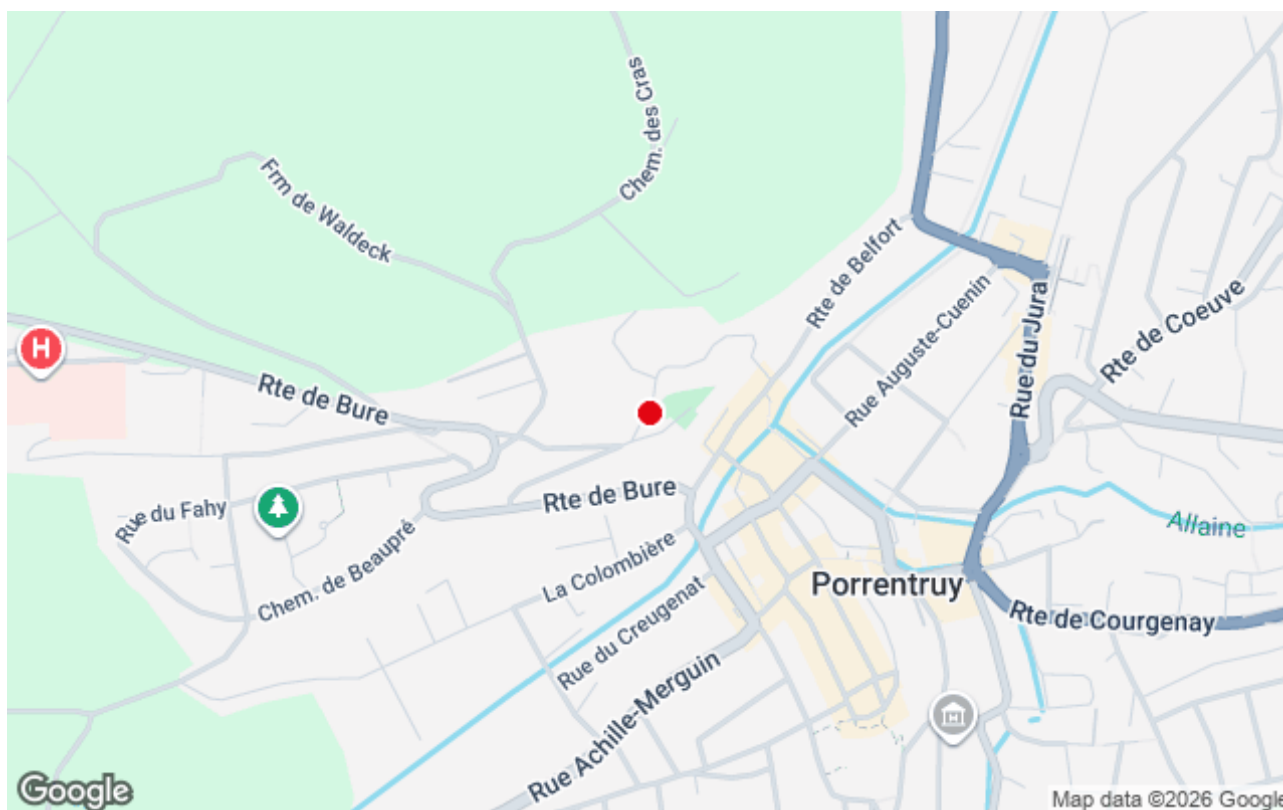 Chem. des Cras
Frm de Waldeck
Rte de Belfort
H
Rue Auguste-Cuenin
Rue du Jura
Rte de Coeuve
Rte de Bure
Rte de Bure
Rue du Fahy
Allaine
Chem. de Beaupré
La Colombière
Porrentruy
Rue du Creugenat
Rte de Courgenay
Rue Achille-Merguin
Google
Map data ©2026 Google